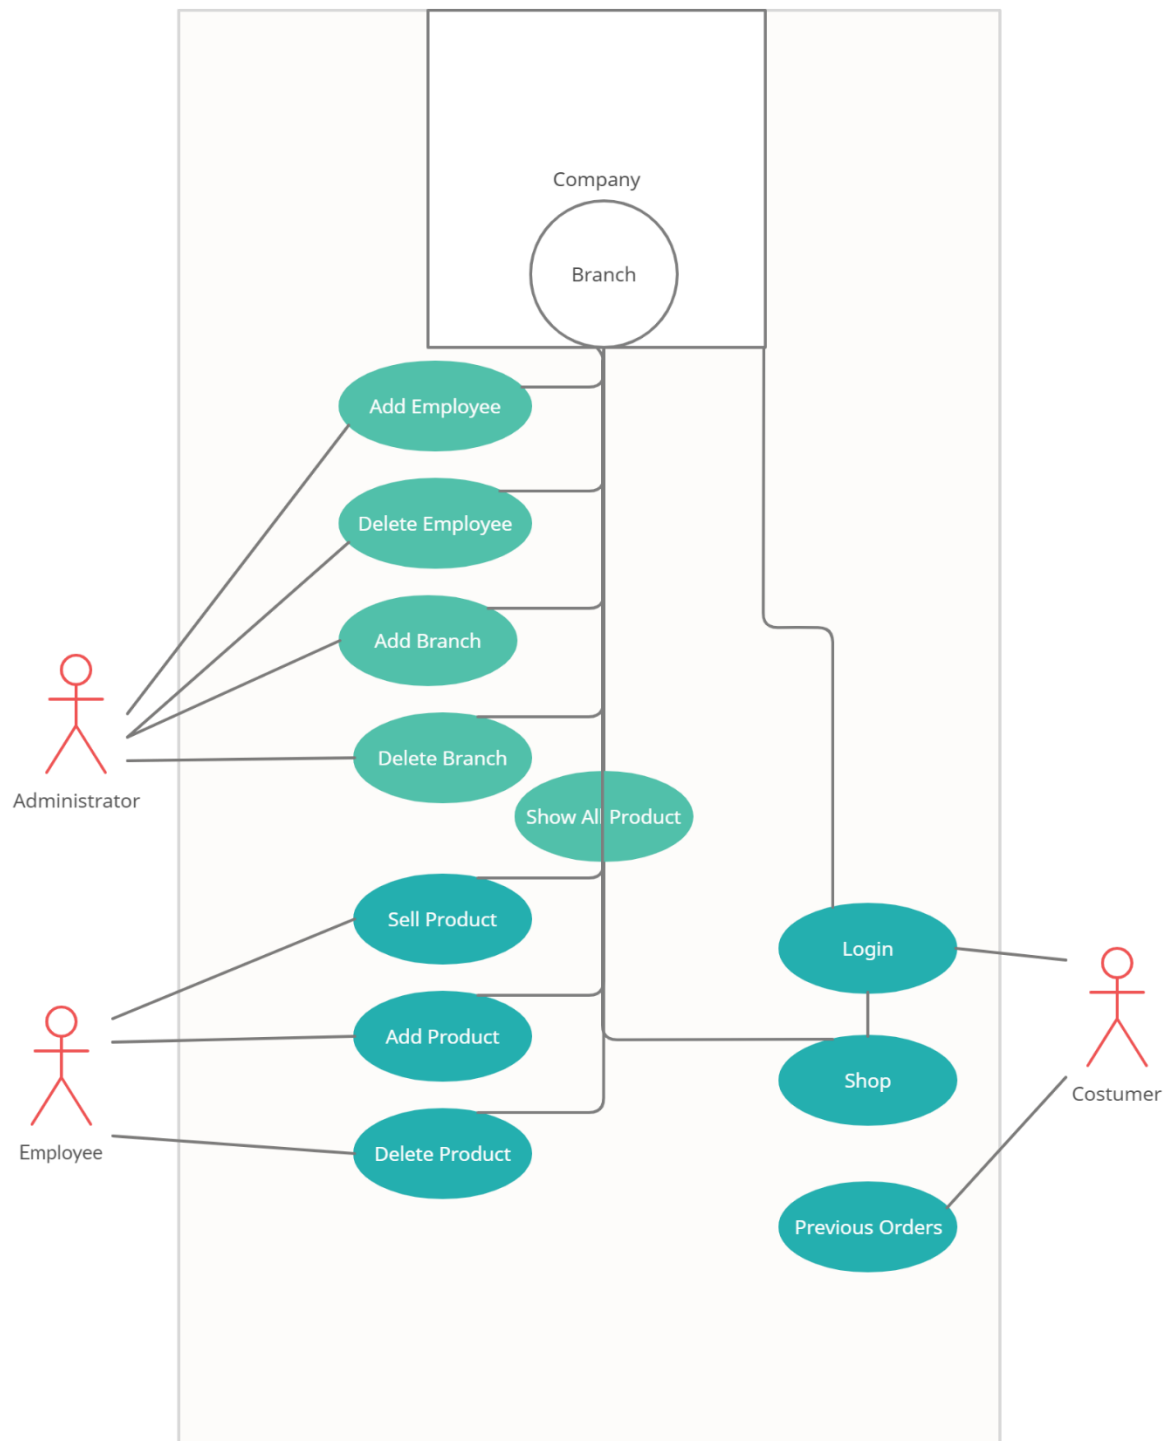 Company
Branch
Add Employee
Delete Employee
Add Branch
Delete Branch
Administrator
Show All Product
Sell Product
Login
Add Product
Shop
Costumer
Employee
Delete Product
Previous Orders